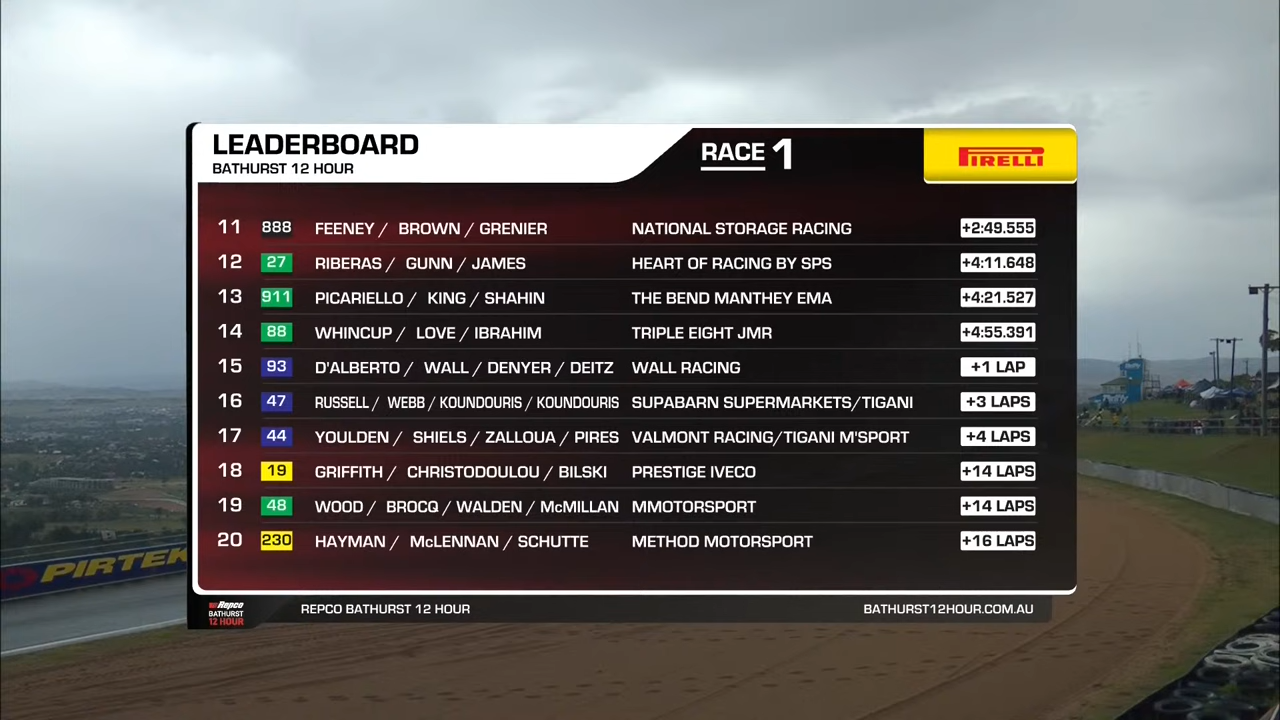 LEADERBOARD
BATHURST 12 HOUR
RACE 1
PIRELLI
11 888 FEENEY / BROWN / GRENIER NATIONAL STORAGE RACING +2:49.555
12 27 RIBERAS / GUNN / JAMES HEART OF RACING BY SPS +4:11.648
13 911 PICARIELLO / KING / SHAHIN THE BEND MANTHEY EMA +4:21.527
14 88 WHINCUP / LOVE / IBRAHIM TRIPLE EIGHT JMR +4:55.391
15 93 D'ALBERTO / WALL / DENYER / DEITZ WALL RACING +1 LAP
16 47 RUSSELL / WEBB / KOUNDOURIS / KOUNDOURIS SUPABARN SUPERMARKETS/TIGANI +3 LAPS
17 44 YOULDEN / SHIELS / ZALLOUA / PIRES VALMONT RACING/TIGANI M'SPORT +4 LAPS
18 19 GRIFFITH / CHRISTODOULOU / BILSKI PRESTIGE IVECO +14 LAPS
19 48 WOOD / BROCQ / WALDEN / McMILLAN MMOTORSPORT +14 LAPS
20 230 HAYMAN / McLENNAN / SCHUTTE METHOD MOTORSPORT +16 LAPS
PIRTEK
Repco
BATHURST
12 HOUR
REPCO BATHURST 12 HOUR
BATHURST12HOUR.COM.AU